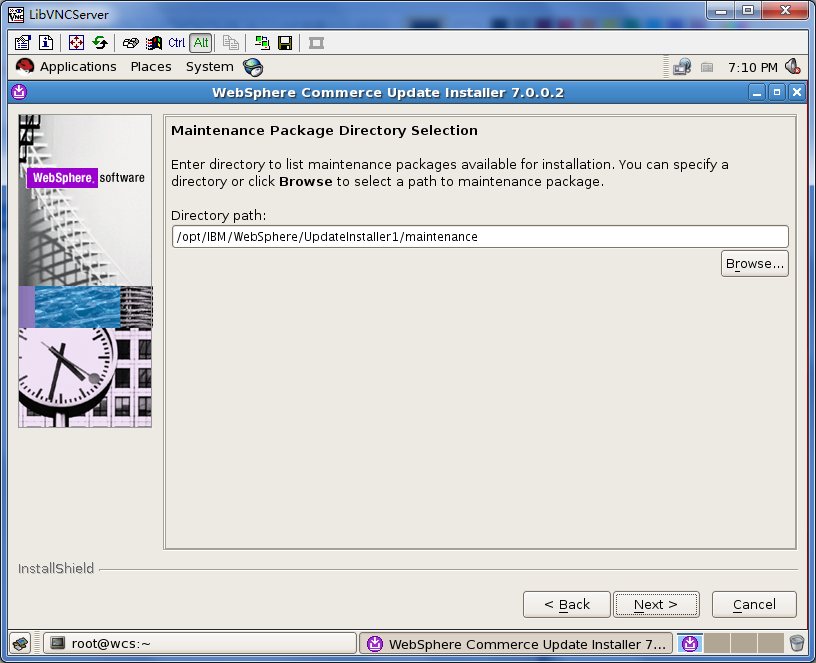 LibVNCServer
Ctrl Alt
Applications Places System 7:10 PM
WebSphere Commerce Update Installer 7.0.0.2
WebSphere. software
Maintenance Package Directory Selection
Enter directory to list maintenance packages available for installation. You can specify a
directory or click Browse to select a path to maintenance package.
Directory path:
/opt/IBM/WebSphere/UpdateInstaller1/maintenance
Browse...
InstallShield
< Back Next > Cancel
root@wcs:~ WebSphere Commerce Update Installer 7...